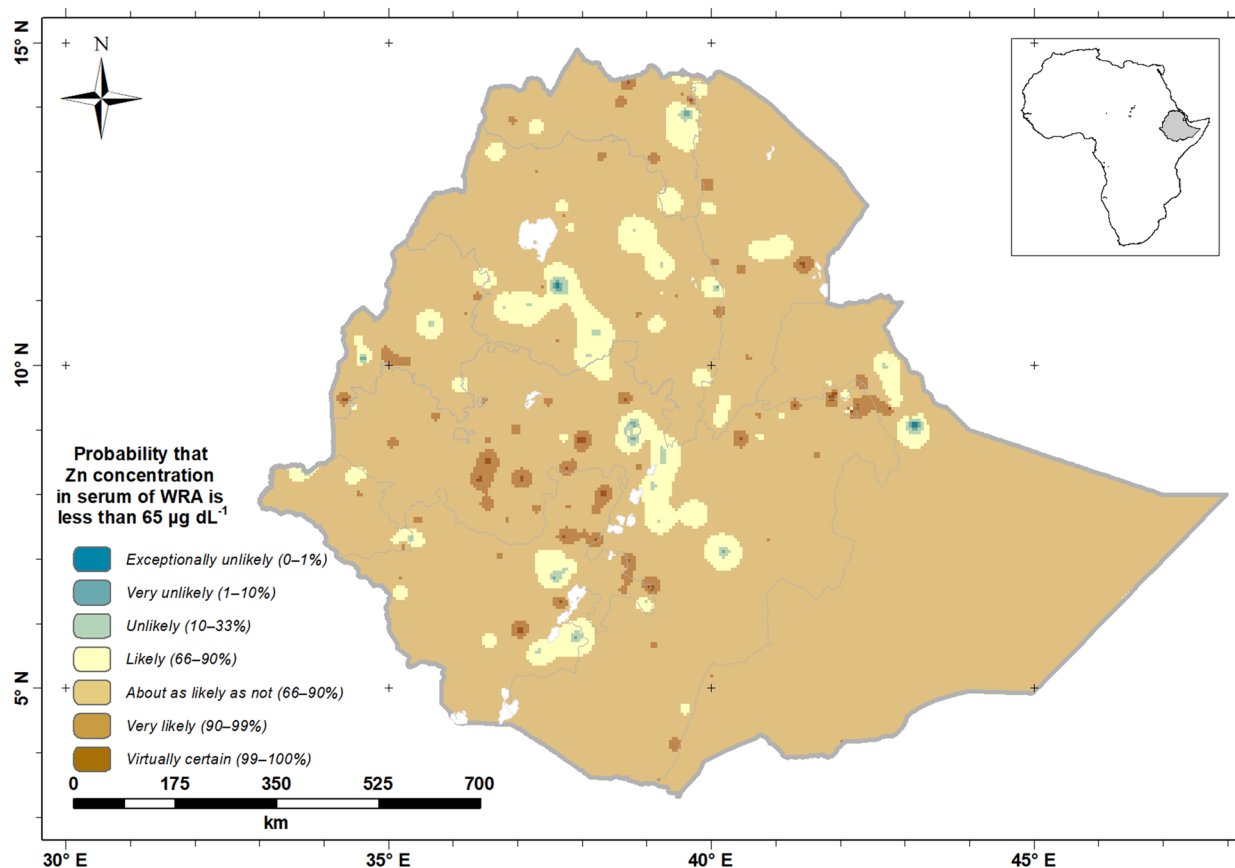 15° N
N
10° N
5° N
Probability that
Zn concentration
in serum of WRA is
less than 65 µg dL-1
Exceptionally unlikely (0–1%)
Very unlikely (1–10%)
Unlikely (10–33%)
Likely (66–90%)
About as likely as not (66–90%)
Very likely (90–99%)
Virtually certain (99–100%)
0 175 350 525 700
km
30° E 35° E 40° E 45° E